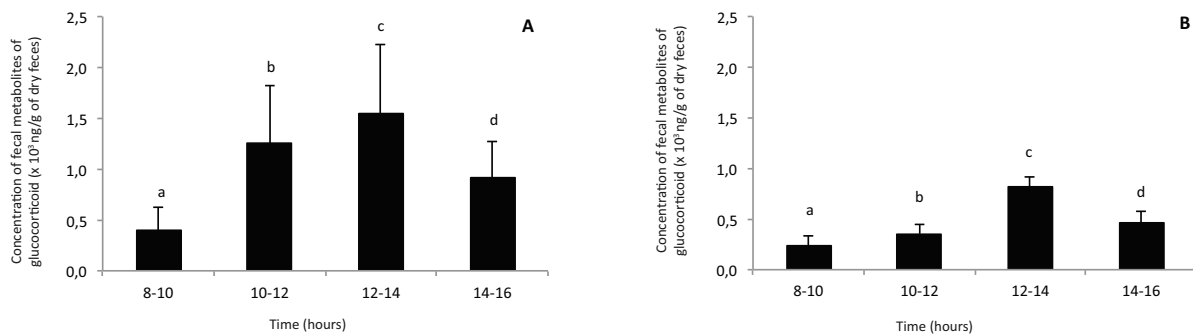 Concentration of fecal metabolites of
glucocorticoid (x 10³ ng/g of dry feces)
2,5
2,0
1,5
1,0
0,5
0,0
A
a
b
c
d
8-10
10-12
12-14
14-16
Time (hours)
Concentration of fecal metabolites of
glucocorticoid (x 10³ ng/g of dry feces)
2,5
2,0
1,5
1,0
0,5
0,0
B
a
b
c
d
8-10
10-12
12-14
14-16
Time (hours)